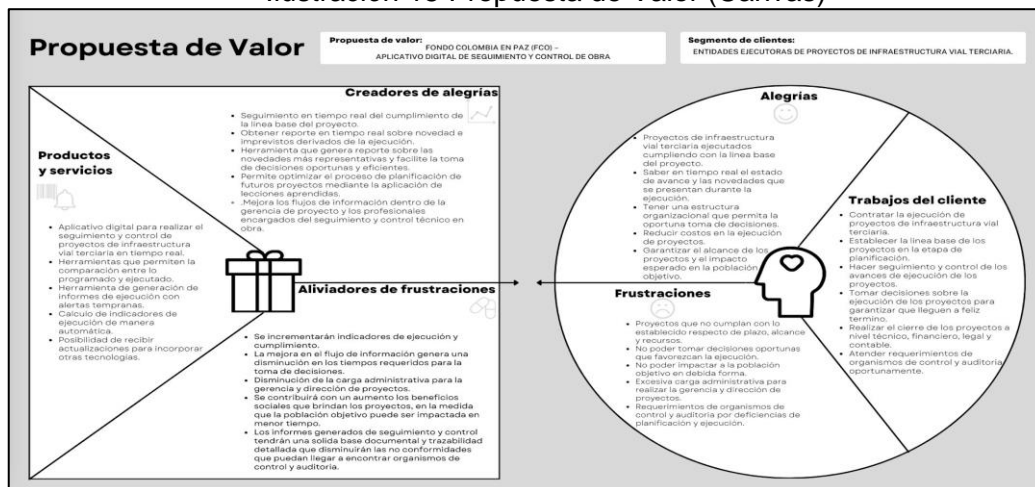 Ilustración 16 Propuesta de Valor (Canvas)
Propuesta de Valor
Propuesta de valor:
FONDO COLOMBIA EN PAZ (FCO) –
APLICATIVO DIGITAL DE SEGUIMIENTO Y CONTROL DE OBRA
Segmento de clientes:
ENTIDADES EJECUTORAS DE PROYECTOS DE INFRAESTRUCTURA VIAL TERCIARIA.
Productos
y servicios
• Aplicativo digital para realizar el
seguimiento y control de
proyectos de infraestructura
vial terciaria en tiempo real.
• Herramientas que permiten la
comparación entre lo
programado y ejecutado.
• Herramienta de generación de
informes de ejecución con
alertas tempranas.
• Calculo de indicadores de
ejecución de manera
automática.
• Posibilidad de recibir
actualizaciones para incorporar
otras tecnologías.
Creadores de alegrías
• Seguimiento en tiempo real del cumplimiento de
la linea base del proyecto.
• Obtener reporte en tiempo real sobre novedad e
imprevistos derivados de la ejecución.
• Herramienta que genera reporte sobre las
novedades más representativas y facilite la toma
de decisiones oportunas y eficientes.
• Permite optimizar el proceso de planificación de
futuros proyectos mediante la aplicación de
lecciones aprendidas.
• .Mejora los flujos de información dentro de la
gerencia de proyecto y los profesionales
encargados del seguimiento y control técnico en
obra.
Aliviadores de frustraciones
• Se incrementarán indicadores de ejecución y
cumplimiento.
• La mejora en el flujo de información genera una
disminución en los tiempos requeridos para la
toma de decisiones.
• Disminución de la carga administrativa para la
gerencia y dirección de proyectos.
• Se contribuirá con un aumento los beneficios
sociales que brindan los proyectos, en la medida
que la población objetivo puede ser impactada en
menor tiempo.
• Los informes generados de seguimiento y control
tendrán una solida base documental y trazabilidad
detallada que disminuirán las no conformidades
que puedan llegar a encontrar organismos de
control y auditoria.
Alegrías
• Proyectos de infraestructura
vial terciaria ejecutados
cumpliendo con la linea base
del proyecto.
• Saber en tiempo real el estado
de avance y las novedades que
se presentan durante la
ejecución.
• Tener una estructura
organizacional que permita la
oportuna toma de decisiones.
• Reducir costos en la ejecución
de proyectos.
• Garantizar el alcance de los
proyectos y el impacto
esperado en la población
objetivo.
Frustraciones
• Proyectos que no cumplan con lo
establecido respecto de plazo, alcance
y recursos.
• No poder tomar decisiones oportunas
que favorezcan la ejecución.
• No poder impactar a la población
objetivo en debida forma.
• Excesiva carga administrativa para
realizar la gerencia y dirección de
proyectos.
• Requerimientos de organismos de
control y auditoria por deficiencias de
planificación y ejecución.
Trabajos del cliente
• Contratar la ejecución de
proyectos de infraestructura vial
terciaria.
• Establecer la linea base de los
proyectos en la etapa de
planificación.
• Hacer seguimiento y control de los
avances de ejecución de los
proyectos.
• Tomar decisiones sobre la
ejecución de los proyectos para
garantizar que lleguen a feliz
termino.
• Realizar el cierre de los proyectos a
nivel técnico, financiero, legal y
contable.
• Atender requerimientos de
organismos de control y auditoria
oportunamente.